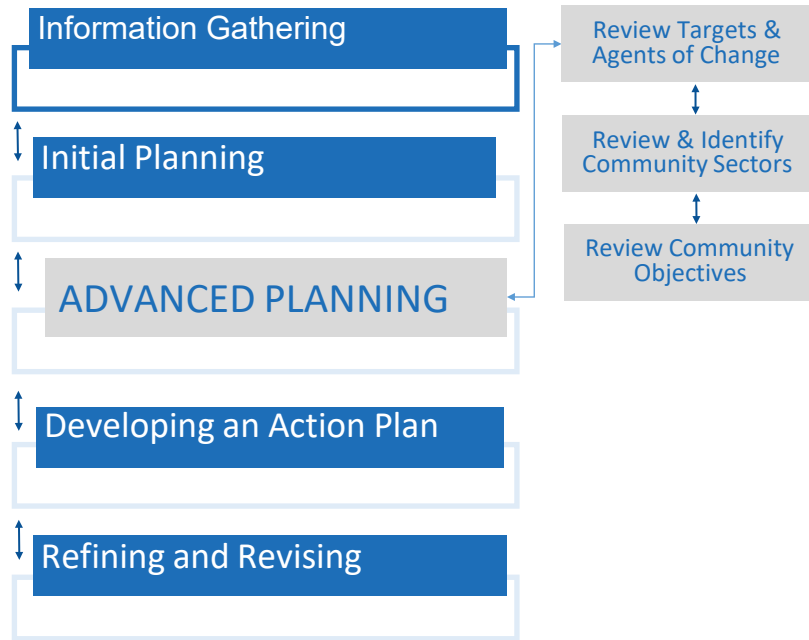 Information Gathering
Initial Planning
ADVANCED PLANNING
Developing an Action Plan
Refining and Revising
Review Targets &
Agents of Change
Review & Identify
Community Sectors
Review Community
Objectives